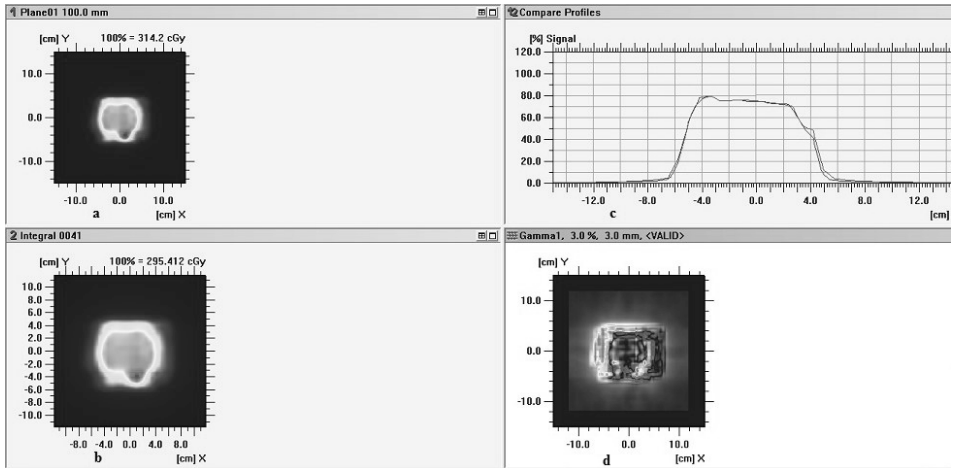 1 Plane01 100.0 mm
[cm] Y 100% = 314.2 cGy
10.0
0.0
-10.0
-10.0 0.0 10.0
a [cm] X
2 Compare Profiles
[%] Signal
120.0
100.0
80.0
60.0
40.0
20.0
0.0
-12.0 -8.0 -4.0 0.0 4.0 8.0
c [cm]
2 Integral 0041
[cm] Y 100% = 295.412 cGy
10.0
8.0
6.0
4.0
2.0
0.0
-2.0
-4.0
-6.0
-8.0
-10.0
-8.0 -4.0 0.0 4.0 8.0
b [cm] X
Gamma1, 3.0 %, 3.0 mm, <VALID>
[cm] Y
10.0
0.0
-10.0
-10.0 0.0 10.0
d [cm] X